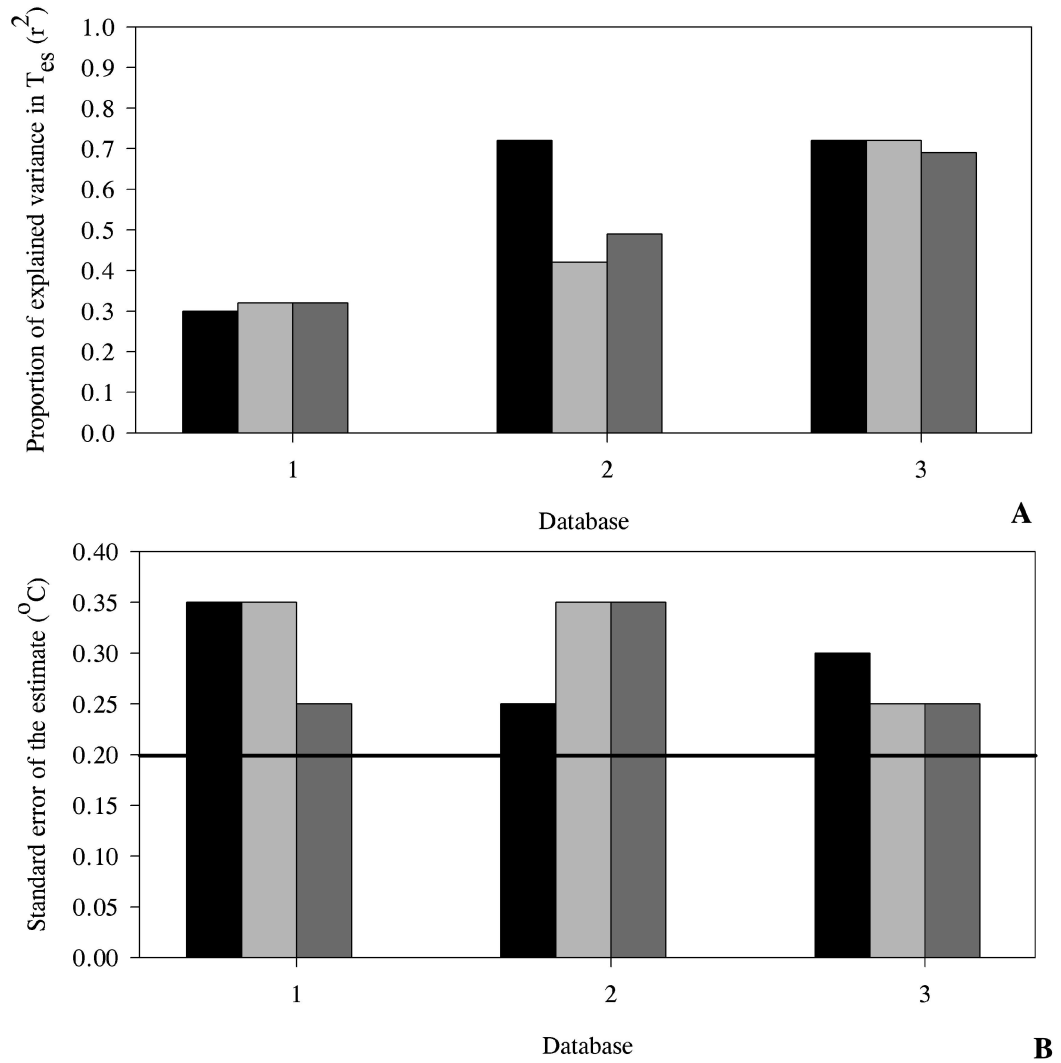 Proportion of explained variance in Tes (r2)
1.0
0.9
0.8
0.7
0.6
0.5
0.4
0.3
0.2
0.1
0.0
1 2 3
Database
A
Standard error of the estimate (oC)
0.40
0.35
0.30
0.25
0.20
0.15
0.10
0.05
0.00
1 2 3
Database
B